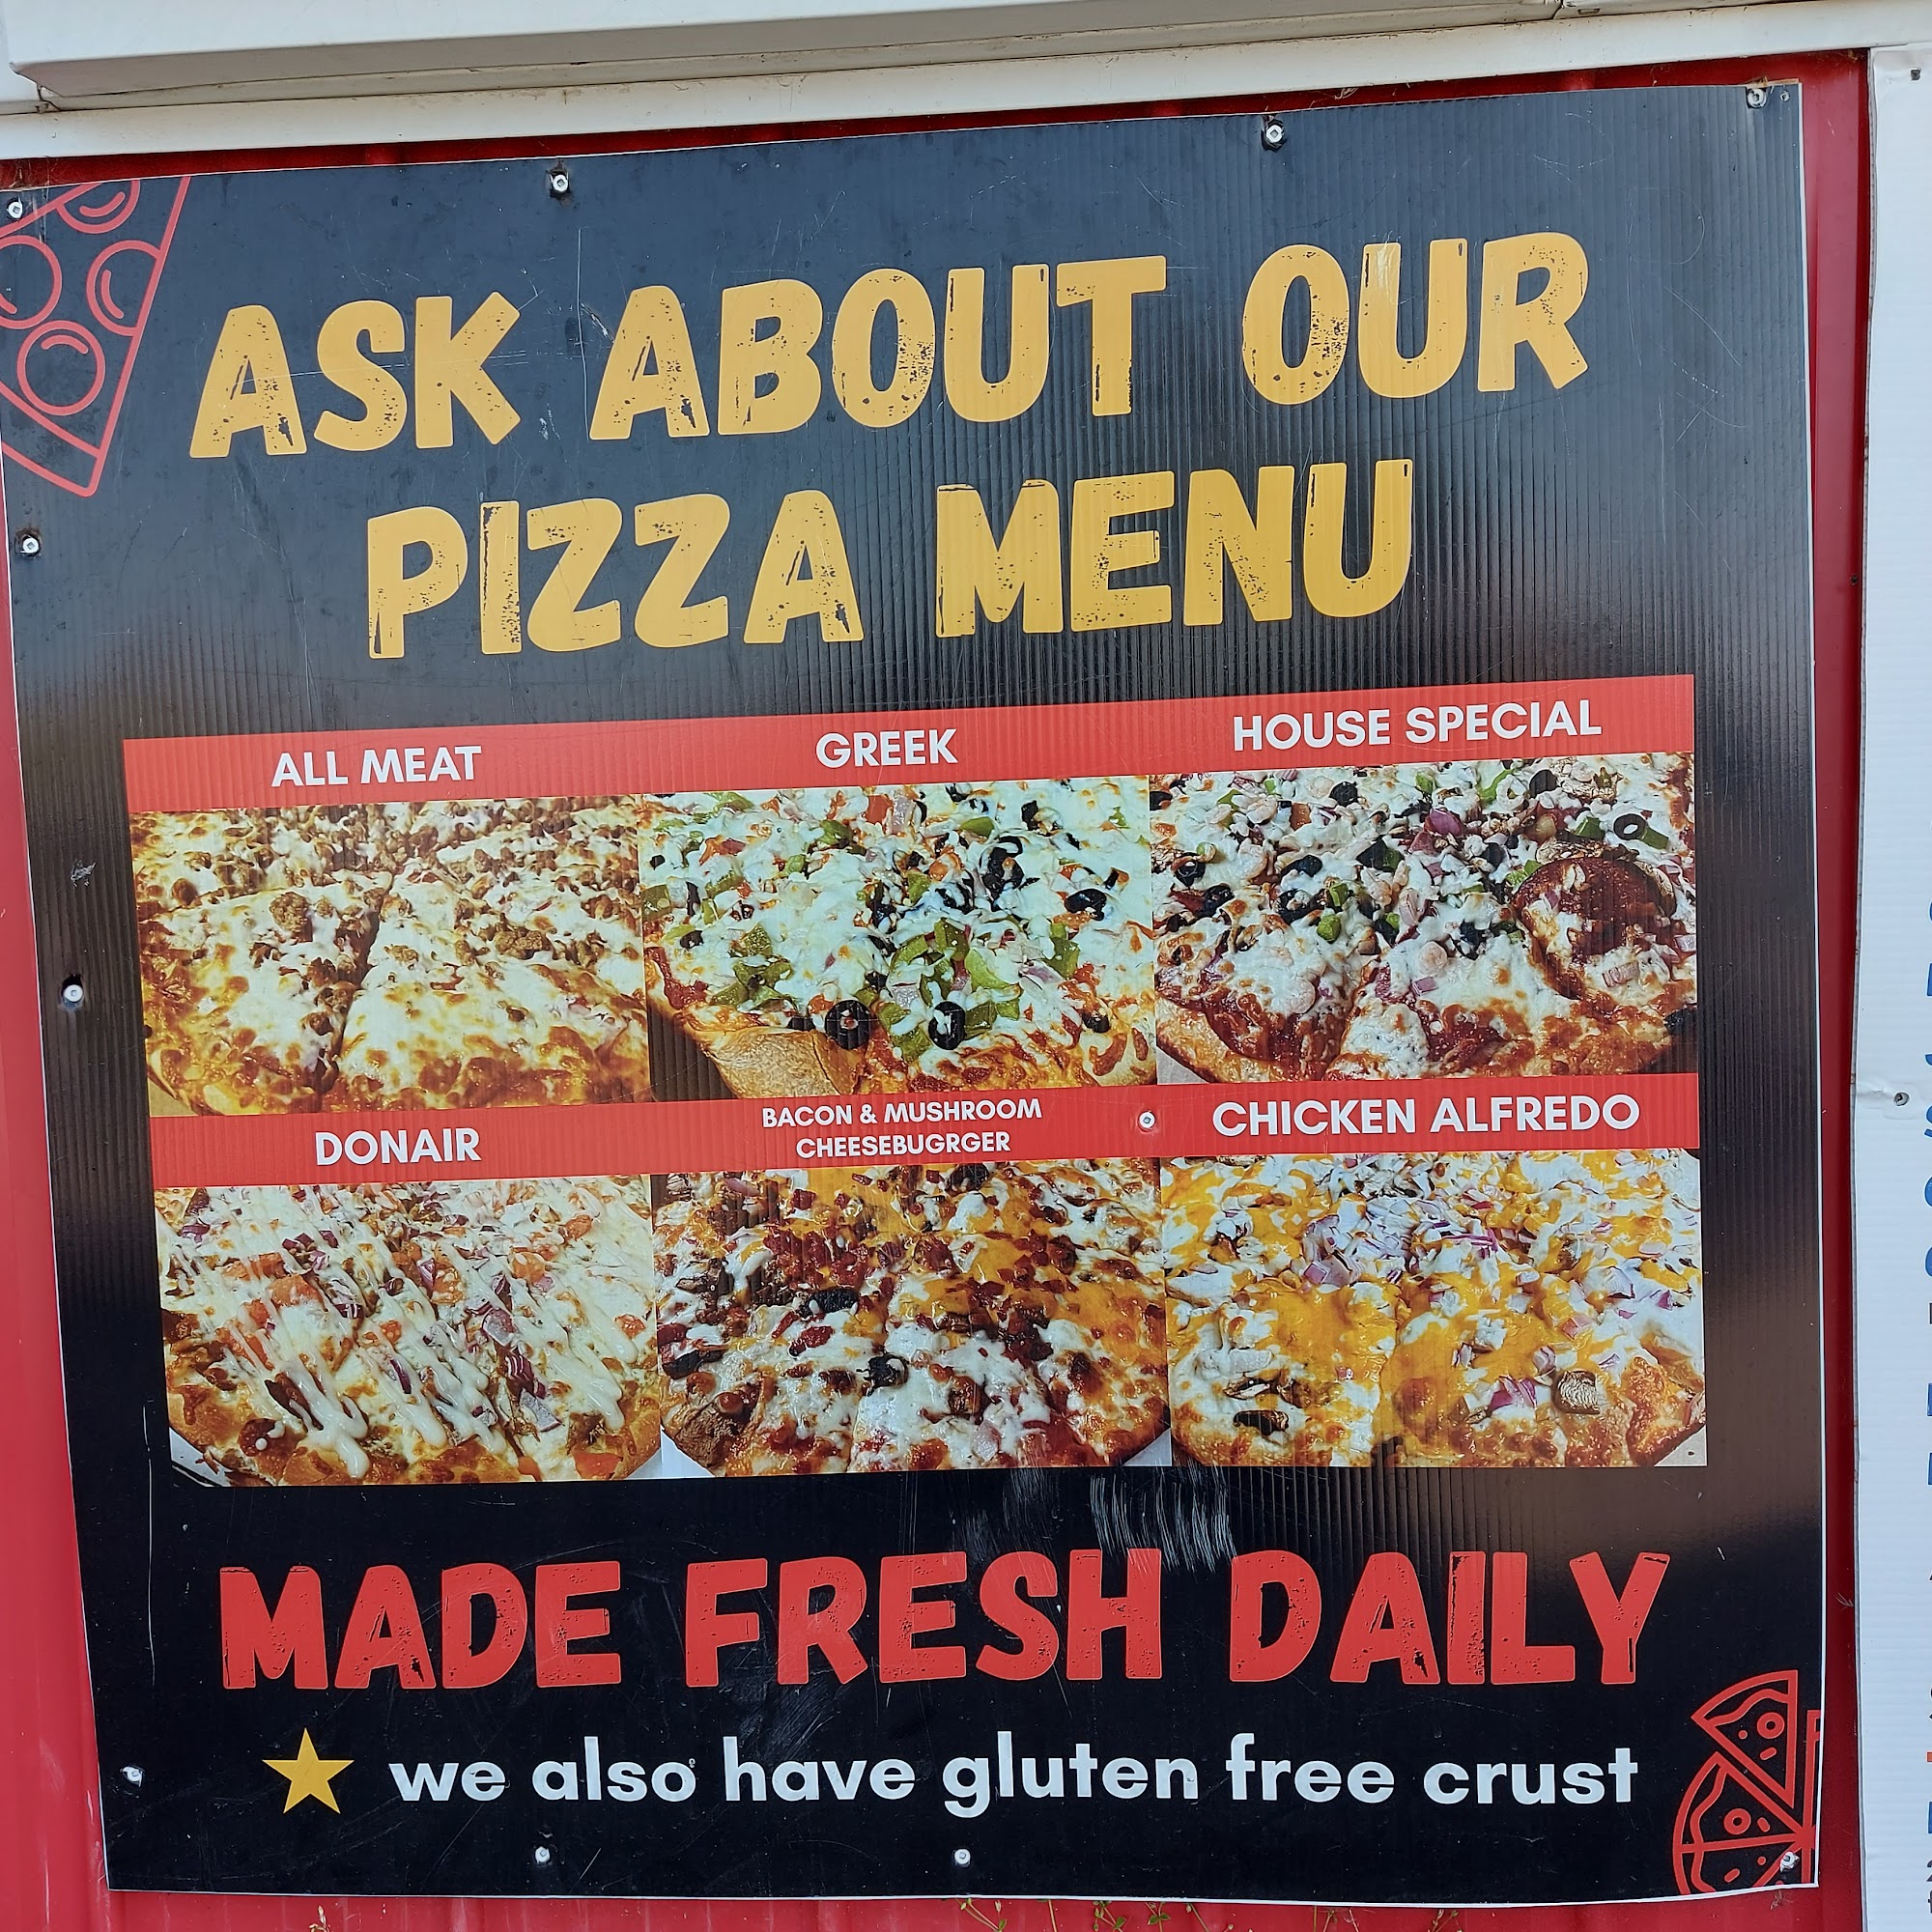 ASK ABOUT OUR
PIZZA MENU
ALL MEAT
GREEK
HOUSE SPECIAL
DONAIR
BACON & MUSHROOM
CHEESEBUGRGER
CHICKEN ALFREDO
MADE FRESH DAILY
we also have gluten free crust